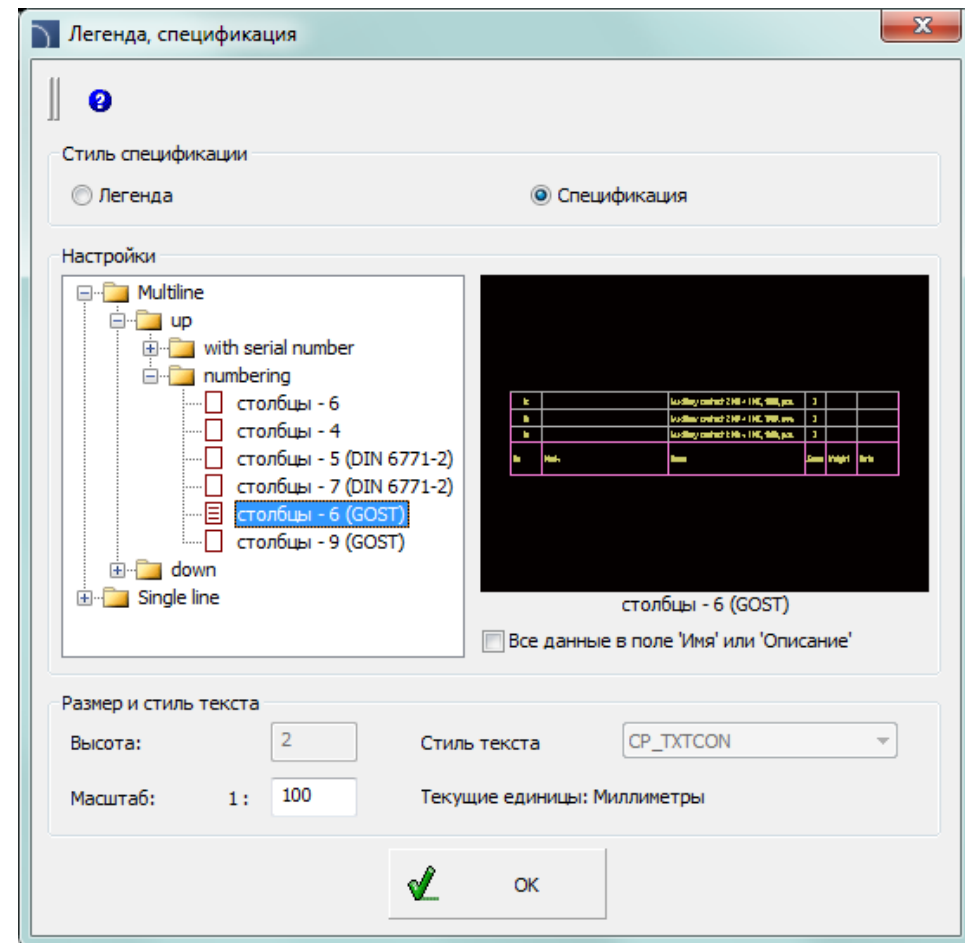 Легенда, спецификация
Стиль спецификации
Легенда
Спецификация
Настройки
Multiline
up
with serial number
numbering
столбцы - 6
столбцы - 4
столбцы - 5 (DIN 6771-2)
столбцы - 7 (DIN 6771-2)
столбцы - 6 (GOST)
столбцы - 9 (GOST)
down
Single line
столбцы - 6 (GOST)
Все данные в поле 'Имя' или 'Описание'
Размер и стиль текста
Высота: 2 Стиль текста CP_TXTCON
Масштаб: 1 : 100 Текущие единицы: Миллиметры
OK